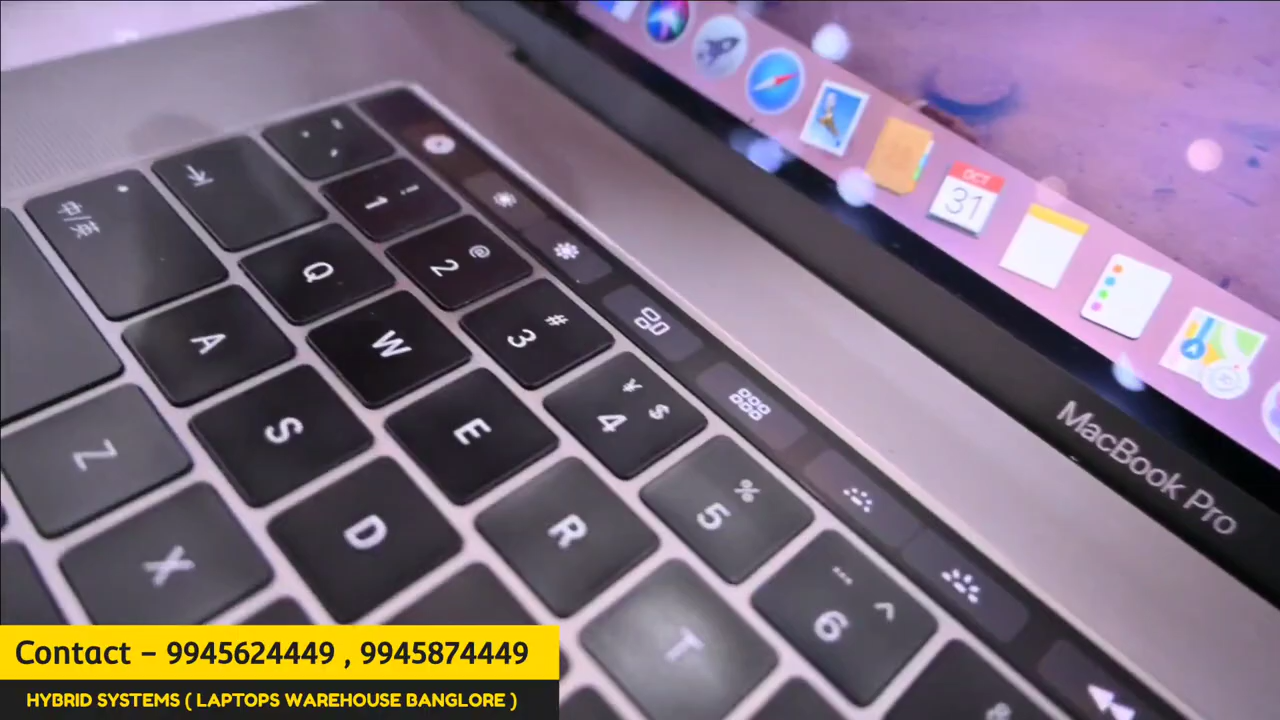 OCT
31
MacBook Pro
!
1
@
2
#
3
¥ $
4
%
5
……
^
6
&
中/英
Q
W
E
R
T
A
S
D
Z
X
Contact – 9945624449 , 9945874449
HYBRID SYSTEMS ( LAPTOPS WAREHOUSE BANGLORE )